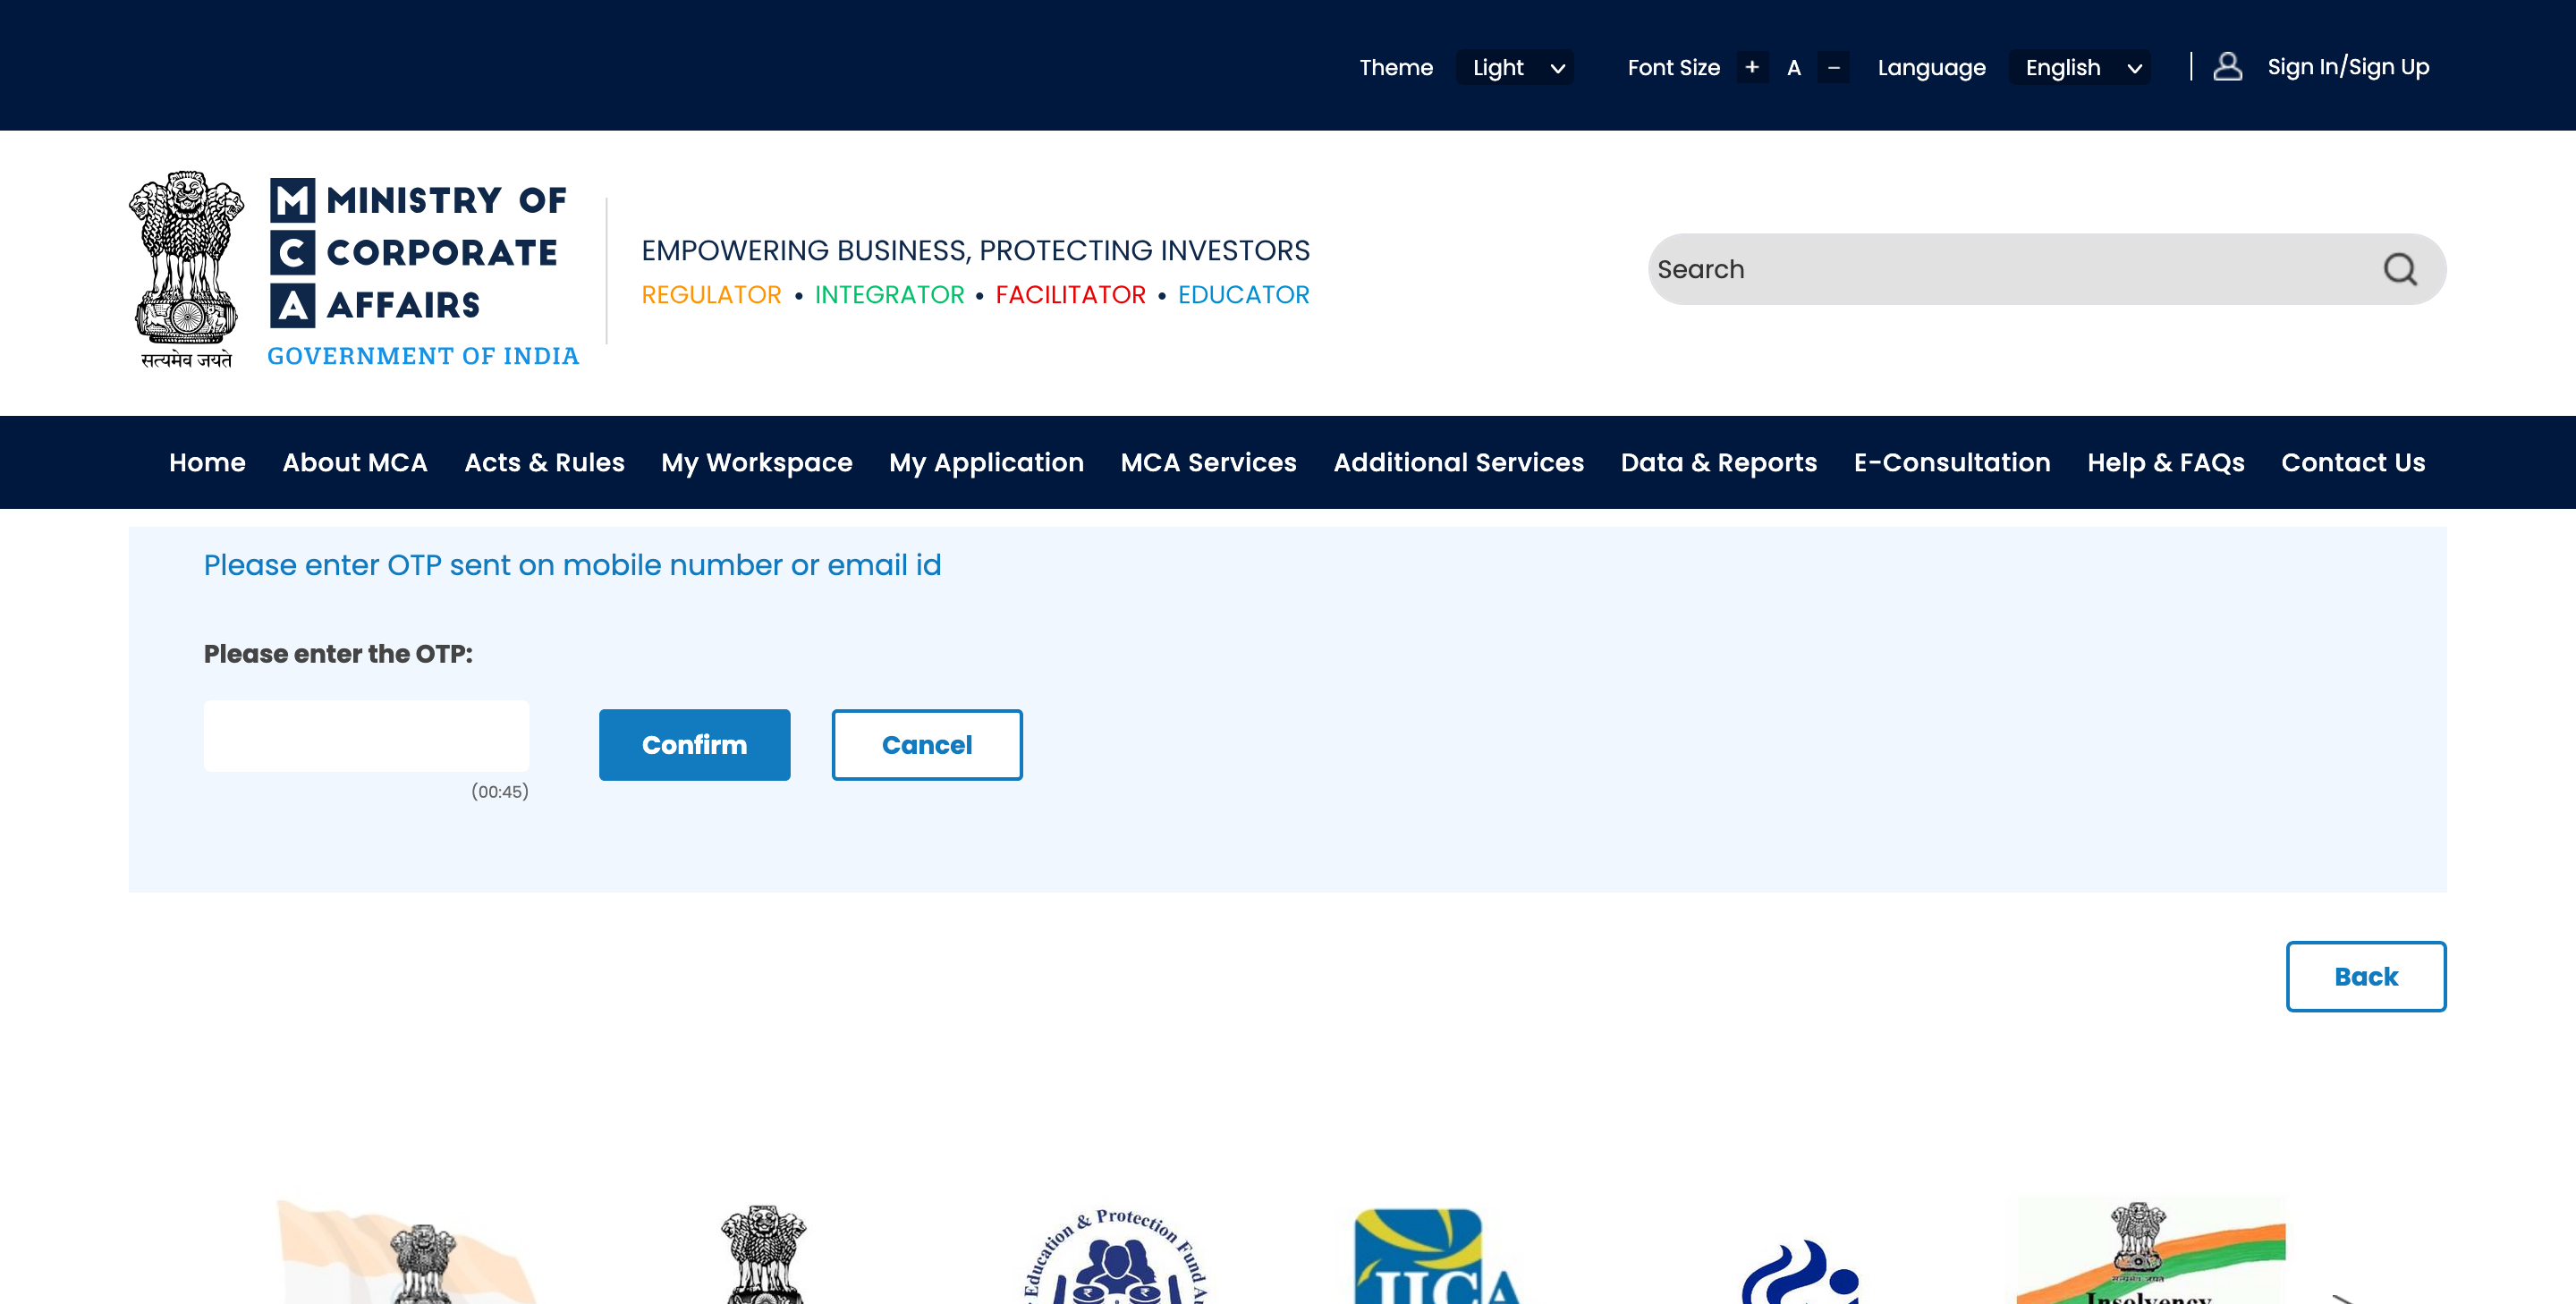 Theme Light Font Size + A - Language English Sign In/Sign Up
M MINISTRY OF
C CORPORATE
A AFFAIRS
सत्यमेव जयते
GOVERNMENT OF INDIA
EMPOWERING BUSINESS, PROTECTING INVESTORS
REGULATOR • INTEGRATOR • FACILITATOR • EDUCATOR
Search
Home About MCA Acts & Rules My Workspace My Application MCA Services Additional Services Data & Reports E-Consultation Help & FAQs Contact Us
Please enter OTP sent on mobile number or email id
Please enter the OTP:
Confirm Cancel
(00:45)
Back
Education & Protection Fund
IICA
Insolvency